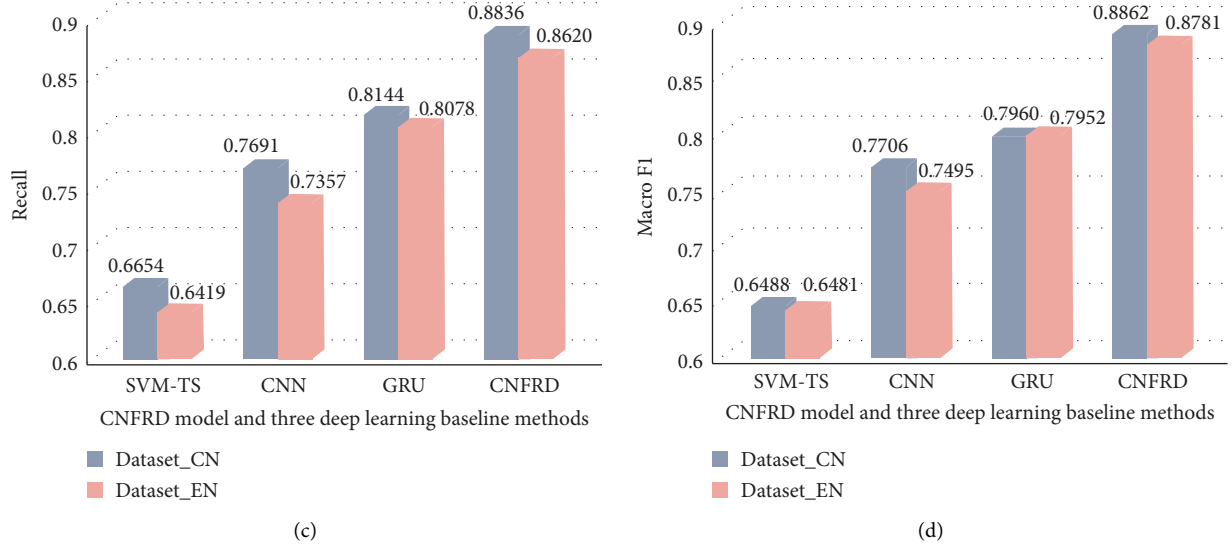 Recall
0.9
0.85
0.8
0.75
0.7
0.65
0.6
0.6654
0.6419
0.7691
0.7357
0.8144
0.8078
0.8836
0.8620
SVM-TS CNN GRU CNFRD
CNFRD model and three deep learning baseline methods
Dataset_CN
Dataset_EN
(c)
Macro F1
0.9
0.85
0.8
0.75
0.7
0.65
0.6
0.6488
0.6481
0.7706
0.7495
0.7960
0.7952
0.8862
0.8781
SVM-TS CNN GRU CNFRD
CNFRD model and three deep learning baseline methods
Dataset_CN
Dataset_EN
(d)